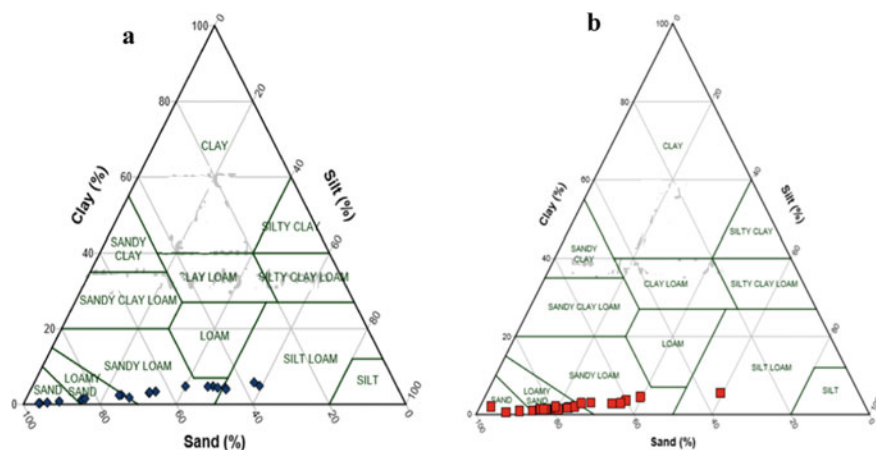 a
100
0
80
20
CLAY
60
40
Clay (%)
Silt (%)
SILTY CLAY
SANDY
CLAY
40
60
CLAY LOAM
SILTY CLAY LOAM
SANDY CLAY LOAM
20
80
LOAM
SANDY LOAM
SILT LOAM
LOAMY
SAND
SAND
SILT
0
100
100
80
60
40
20
0
Sand (%)
b
100
0
80
20
CLAY
60
40
Clay (%)
Silt (%)
SILTY CLAY
SANDY
CLAY
40
60
CLAY LOAM
SILTY CLAY LOAM
SANDY CLAY LOAM
20
80
LOAM
SANDY LOAM
SILT LOAM
LOAMY
SAND
SAND
SILT
0
100
100
80
60
40
20
0
Sand (%)